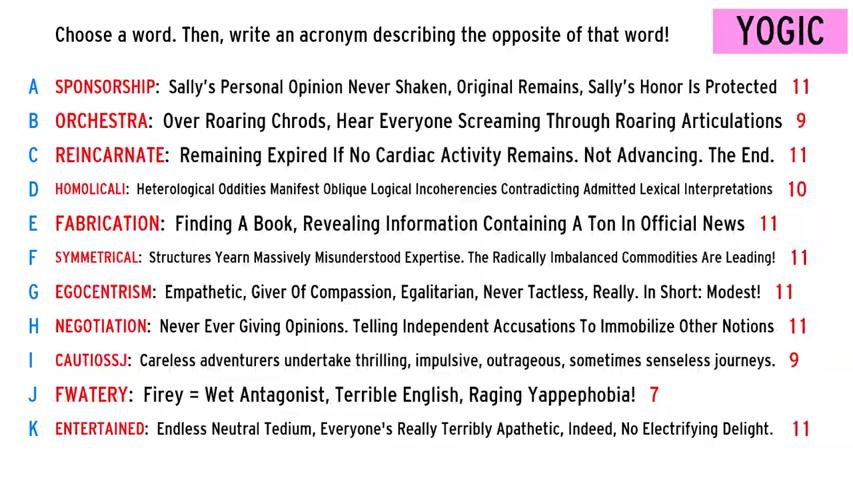 Choose a word. Then, write an acronym describing the opposite of that word! YOGIC
A SPONSORSHIP: Sally's Personal Opinion Never Shaken, Original Remains, Sally's Honor Is Protected 11
B ORCHESTRA: Over Roaring Chrods, Hear Everyone Screaming Through Roaring Articulations 9
C REINCARNATE: Remaining Expired If No Cardiac Activity Remains. Not Advancing. The End. 11
D HOMOLICALI: Heterological Oddities Manifest Oblique Logical Incoherencies Contradicting Admitted Lexical Interpretations 10
E FABRICATION: Finding A Book, Revealing Information Containing A Ton In Official News 11
F SYMMETRICAL: Structures Yearn Massively Misunderstood Expertise. The Radically Imbalanced Commodities Are Leading! 11
G EGOCENTRISM: Empathetic, Giver Of Compassion, Egalitarian, Never Tactless, Really. In Short: Modest! 11
H NEGOTIATION: Never Ever Giving Opinions. Telling Independent Accusations To Immobilize Other Notions 11
I CAUTIOSSJ: Careless adventurers undertake thrilling, impulsive, outrageous, sometimes senseless journeys. 9
J FWATERY: Firey = Wet Antagonist, Terrible English, Raging Yappephobia! 7
K ENTERTAINED: Endless Neutral Tedium, Everyone's Really Terribly Apathetic, Indeed, No Electrifying Delight. 11